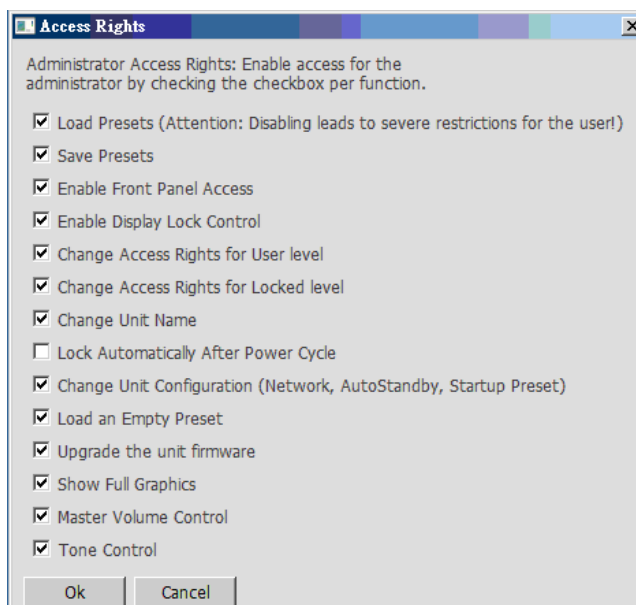 Access Rights
Administrator Access Rights: Enable access for the
administrator by checking the checkbox per function.
Load Presets (Attention: Disabling leads to severe restrictions for the user!)
Save Presets
Enable Front Panel Access
Enable Display Lock Control
Change Access Rights for User level
Change Access Rights for Locked level
Change Unit Name
Lock Automatically After Power Cycle
Change Unit Configuration (Network, AutoStandby, Startup Preset)
Load an Empty Preset
Upgrade the unit firmware
Show Full Graphics
Master Volume Control
Tone Control
Ok Cancel